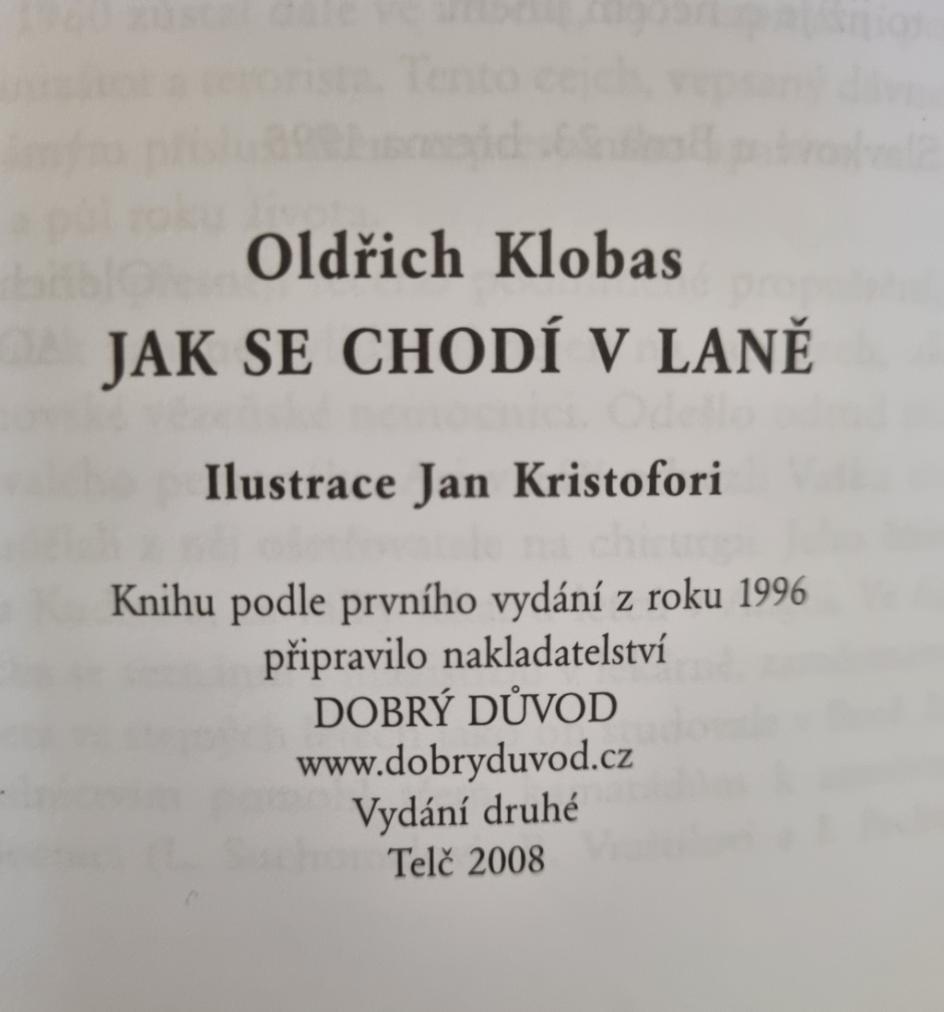 Oldřich Klobas
JAK SE CHODÍ V LANĚ
Ilustrace Jan Kristofori
Knihu podle prvního vydání z roku 1996
připravilo nakladatelství
DOBRÝ DŮVOD
www.dobryduvod.cz
Vydání druhé
Telč 2008